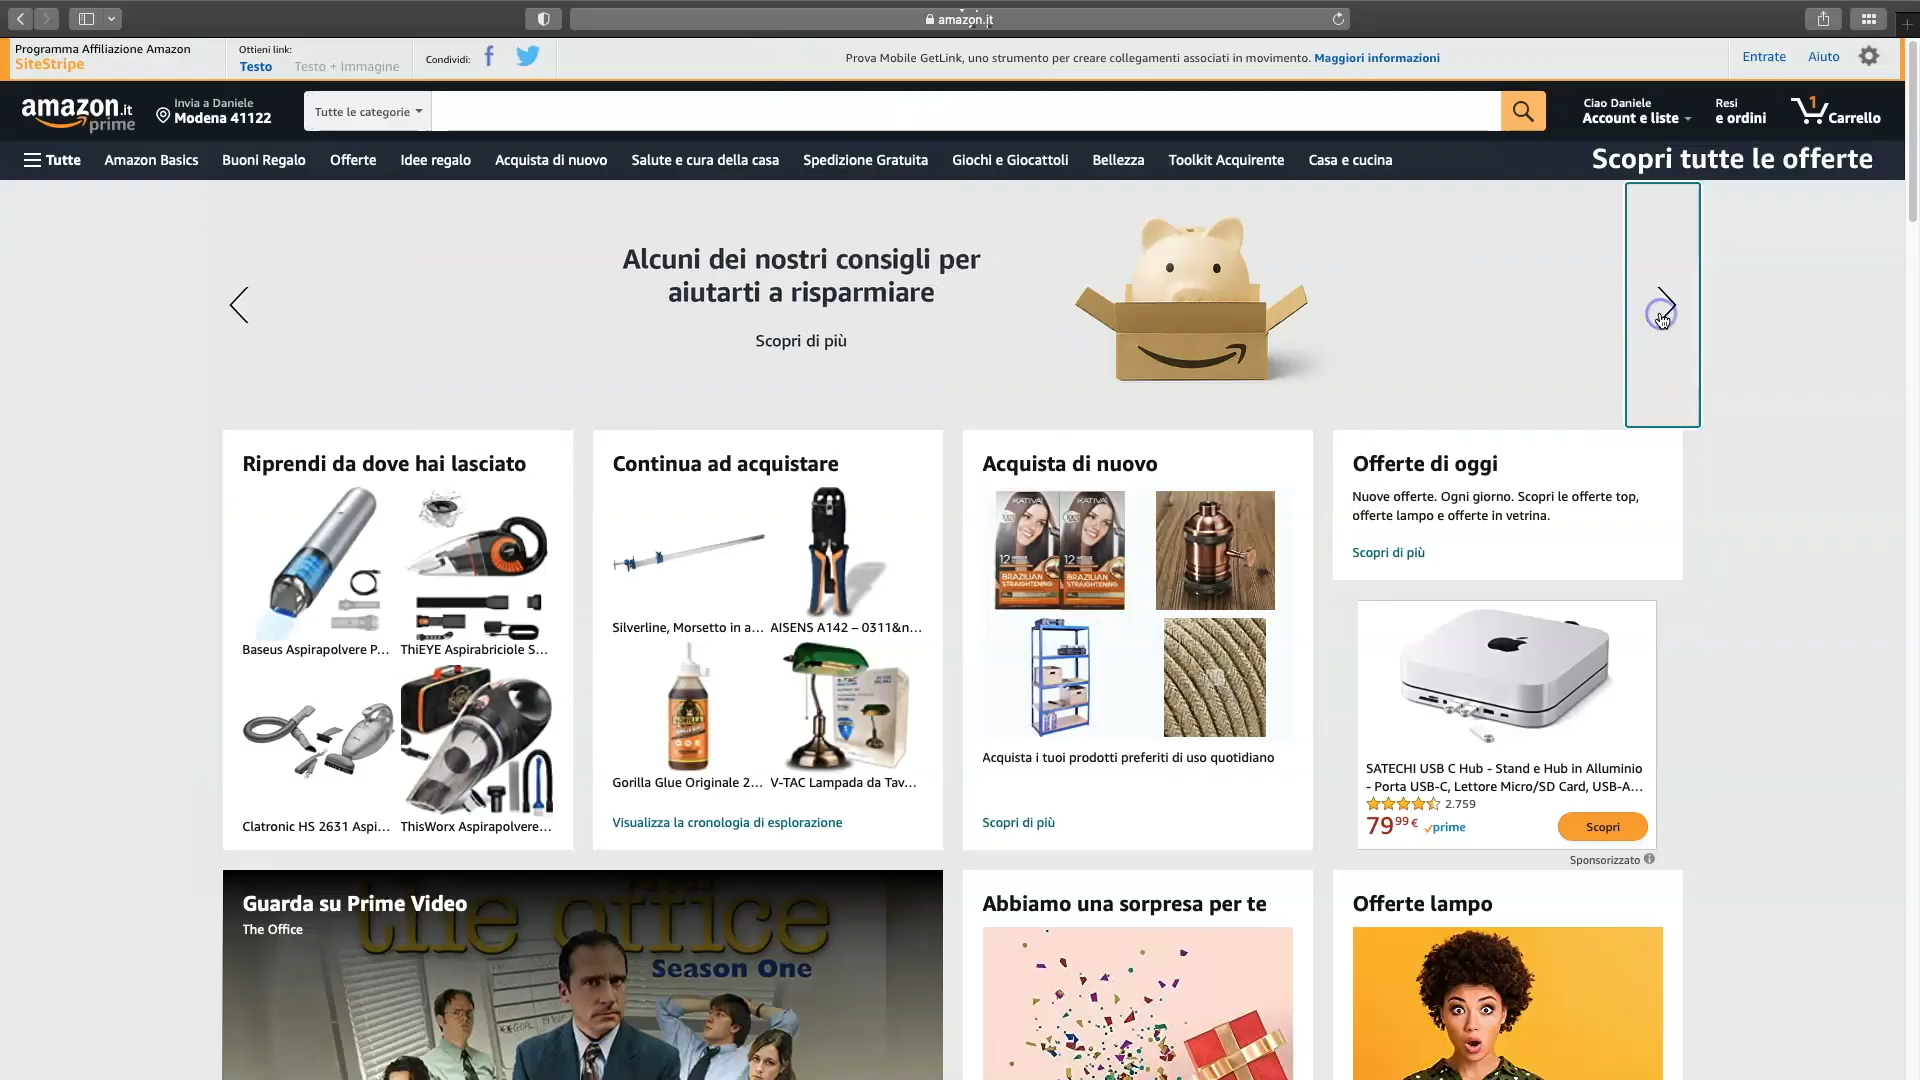 amazon.it
Programma Affiliazione Amazon
SiteStripe
Ottieni link:
Testo
Testo + Immagine
Condividi:
Prova Mobile GetLink, uno strumento per creare collegamenti associati in movimento. Maggiori informazioni
Entrate
Aiuto
amazon.it
prime
Invia a Daniele
Modena 41122
Tutte le categorie
Ciao Daniele
Account e liste
Resi
e ordini
1
Carrello
Tutte
Amazon Basics
Buoni Regalo
Offerte
Idee regalo
Acquista di nuovo
Salute e cura della casa
Spedizione Gratuita
Giochi e Giocattoli
Bellezza
Toolkit Acquirente
Casa e cucina
Scopri tutte le offerte
Alcuni dei nostri consigli per
aiutarti a risparmiare
Scopri di più
Riprendi da dove hai lasciato
Baseus Aspirapolvere P...
ThiEYE Aspirabriciole S...
Clatronic HS 2631 Aspi...
ThisWorx Aspirapolvere...
Continua ad acquistare
Silverline, Morsetto in a...
AISENS A142 – 0311&n...
GORILLA
Gorilla Glue Originale 2...
V-TAC Lampada da Tav...
Visualizza la cronologia di esplorazione
Acquista di nuovo
KATIVA
KATIVA
12
12
BRAZILIAN
STRAIGHTENING
BRAZILIAN
STRAIGHTENING
Acquista i tuoi prodotti preferiti di uso quotidiano
Scopri di più
Offerte di oggi
Nuove offerte. Ogni giorno. Scopri le offerte top,
offerte lampo e offerte in vetrina.
Scopri di più
SATECHI USB C Hub - Stand e Hub in Alluminio
- Porta USB-C, Lettore Micro/SD Card, USB-A...
2.759
79,99 €
prime
Scopri
Sponsorizzato
Guarda su Prime Video
The Office
the office
Season One
Abbiamo una sorpresa per te
Offerte lampo